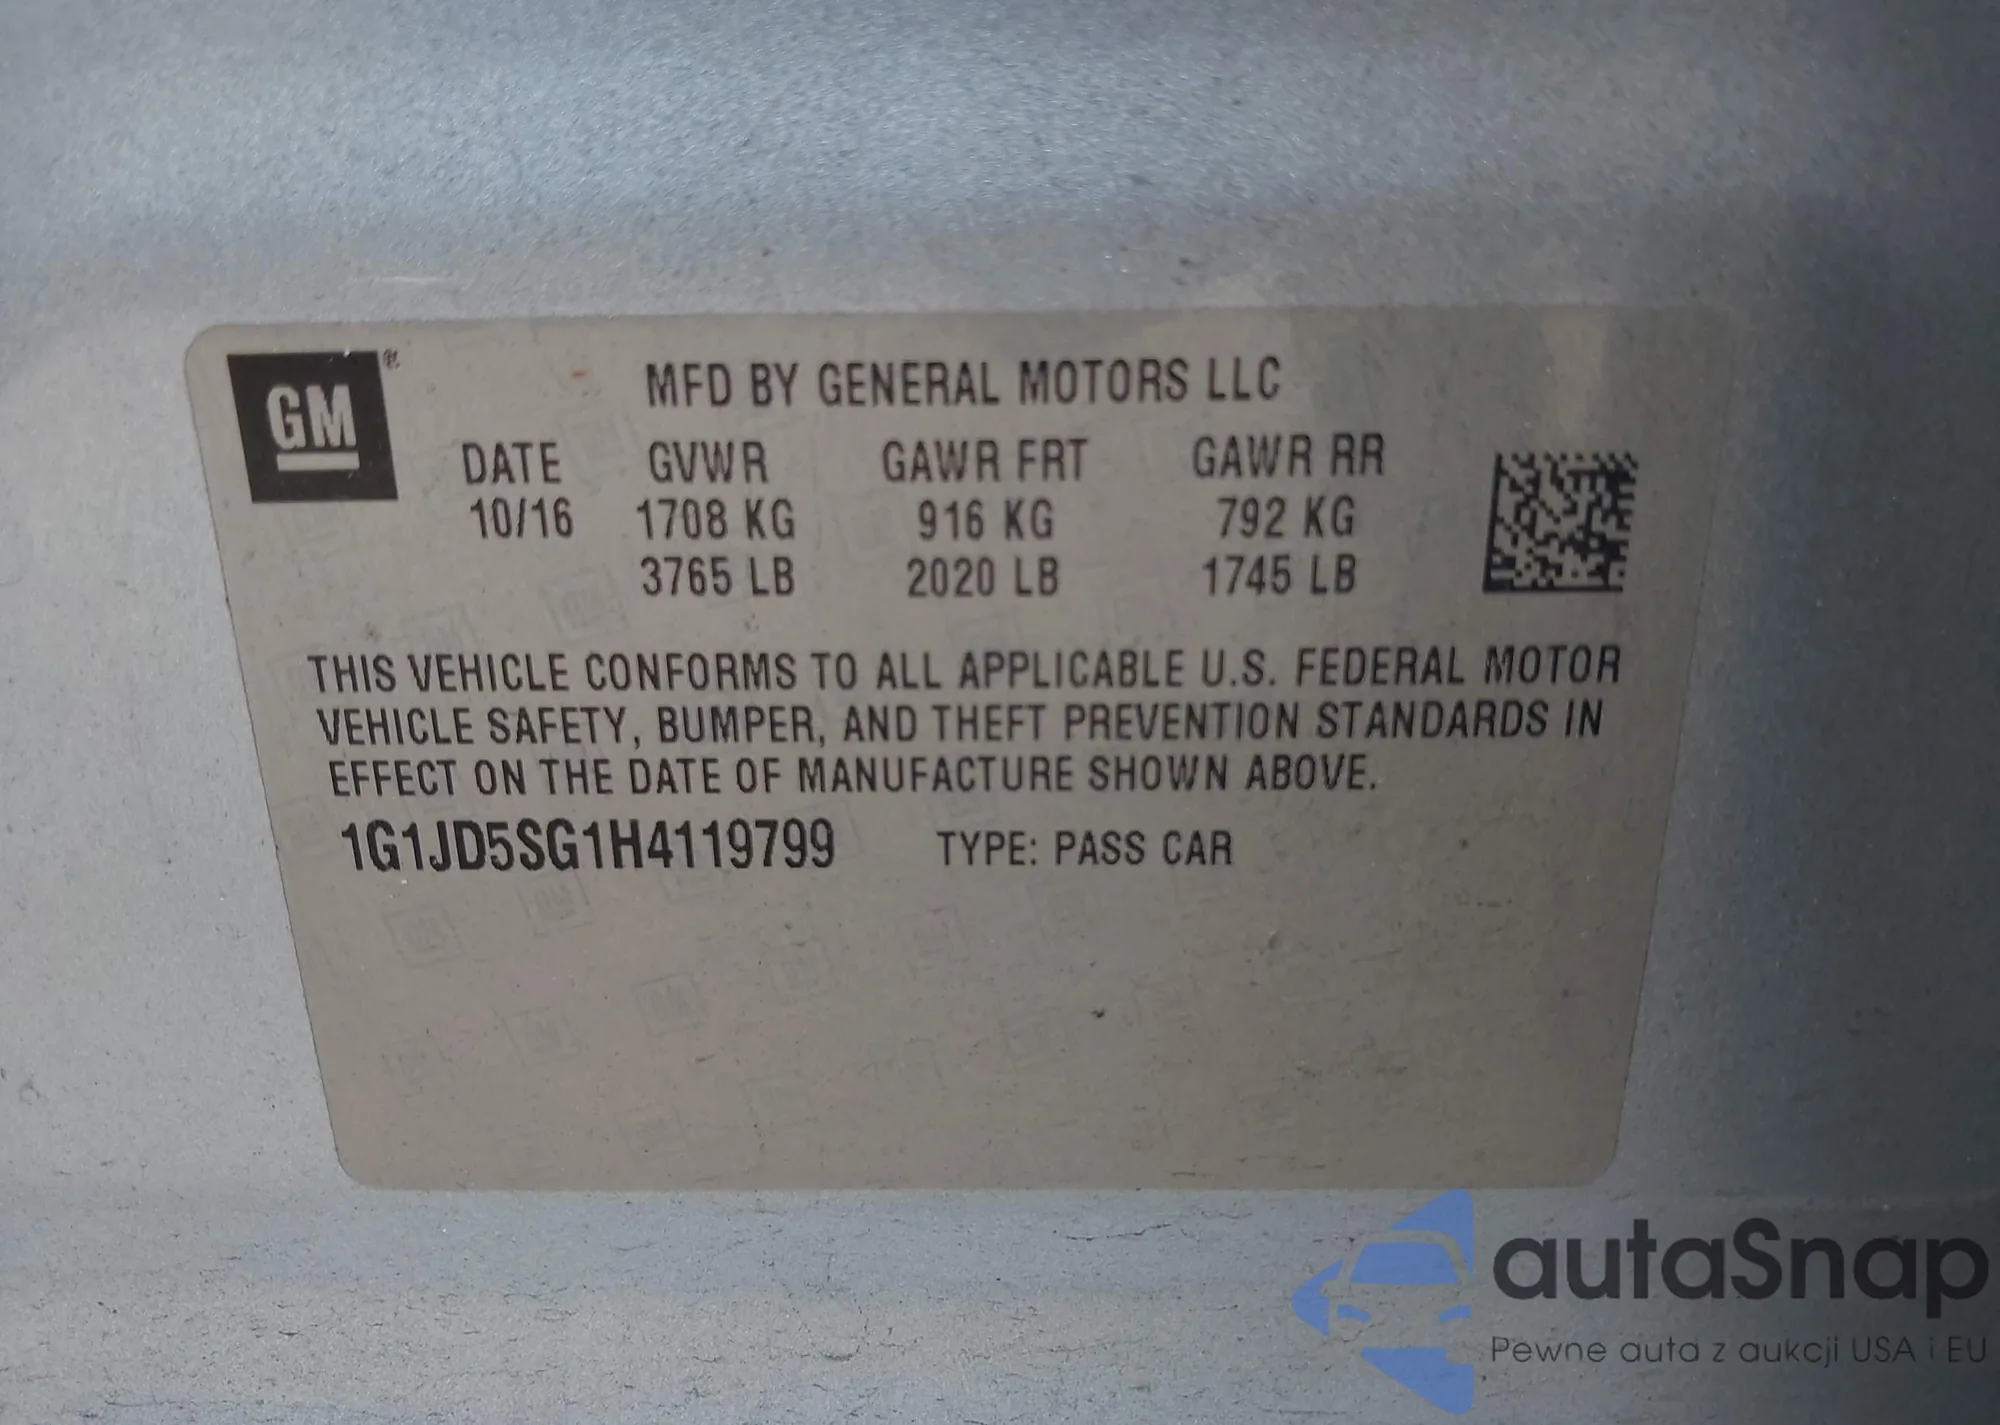 GM®
MFD BY GENERAL MOTORS LLC
DATE GVWR GAWR FRT GAWR RR
10/16 1708 KG 916 KG 792 KG
3765 LB 2020 LB 1745 LB
THIS VEHICLE CONFORMS TO ALL APPLICABLE U.S. FEDERAL MOTOR
VEHICLE SAFETY, BUMPER, AND THEFT PREVENTION STANDARDS IN
EFFECT ON THE DATE OF MANUFACTURE SHOWN ABOVE.
1G1JD5SG1H4119799 TYPE: PASS CAR
autaSnap
Pewne auta z aukcji USA i EU